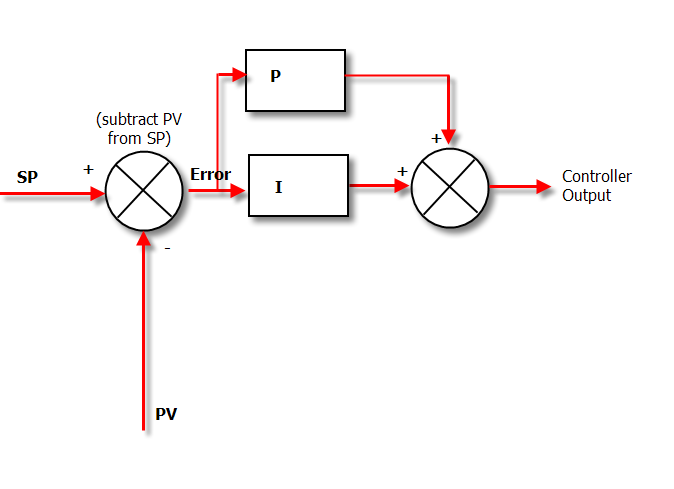 P
(subtract PV
from SP)
+
SP
+
Error
+
I
Controller
Output
-
PV